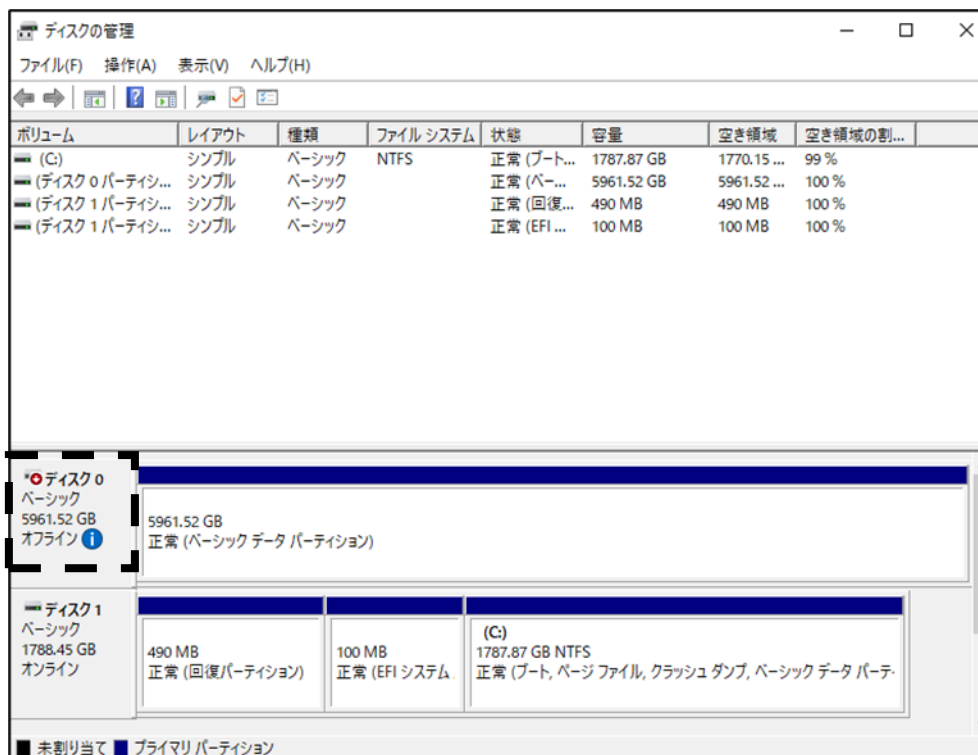 ディスクの管理
ファイル(F) 操作(A) 表示(V) ヘルプ(H)
ボリューム レイアウト 種類 ファイル システム 状態 容量 空き領域 空き領域の割...
(C:) シンプル ベーシック NTFS 正常 (ブート... 1787.87 GB 1770.15 ... 99 %
(ディスク 0 パーティシ... シンプル ベーシック 正常 (ベー... 5961.52 GB 5961.52 ... 100 %
(ディスク 1 パーティシ... シンプル ベーシック 正常 (回復... 490 MB 490 MB 100 %
(ディスク 1 パーティシ... シンプル ベーシック 正常 (EFI ... 100 MB 100 MB 100 %
ディスク 0
ベーシック
5961.52 GB
オフライン
5961.52 GB
正常 (ベーシック データ パーティション)
ディスク 1
ベーシック
1788.45 GB
オンライン
490 MB
正常 (回復パーティション)
100 MB
正常 (EFI システム
(C:)
1787.87 GB NTFS
正常 (ブート, ページ ファイル, クラッシュ ダンプ, ベーシック データ パーテ
未割り当て プライマリ パーティション